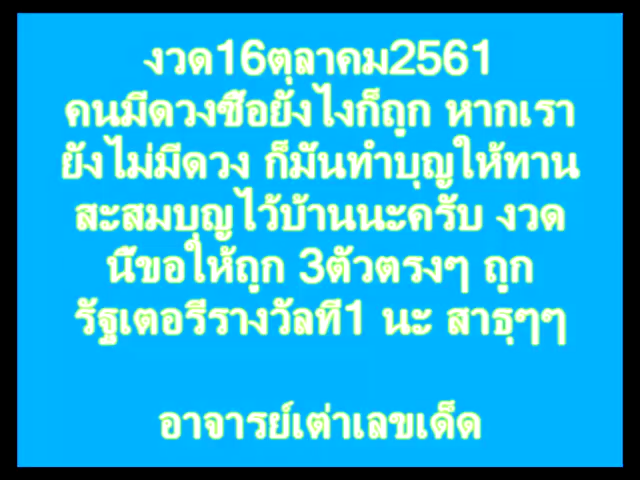 งวด16ตุลาคม2561
คนมีดวงซื้อยังไงก็ถูก หากเรา
ยังไม่มีดวง ก็มันทำบุญให้ทาน
สะสมบุญไว้บ้านนะครับ งวด
นี้ขอให้ถูก 3ตัวตรงๆ ถูก
รัฐเตอรี่รางวัลที่1 นะ สาธุๆๆ
อาจารย์เต่าเลขเด็ด